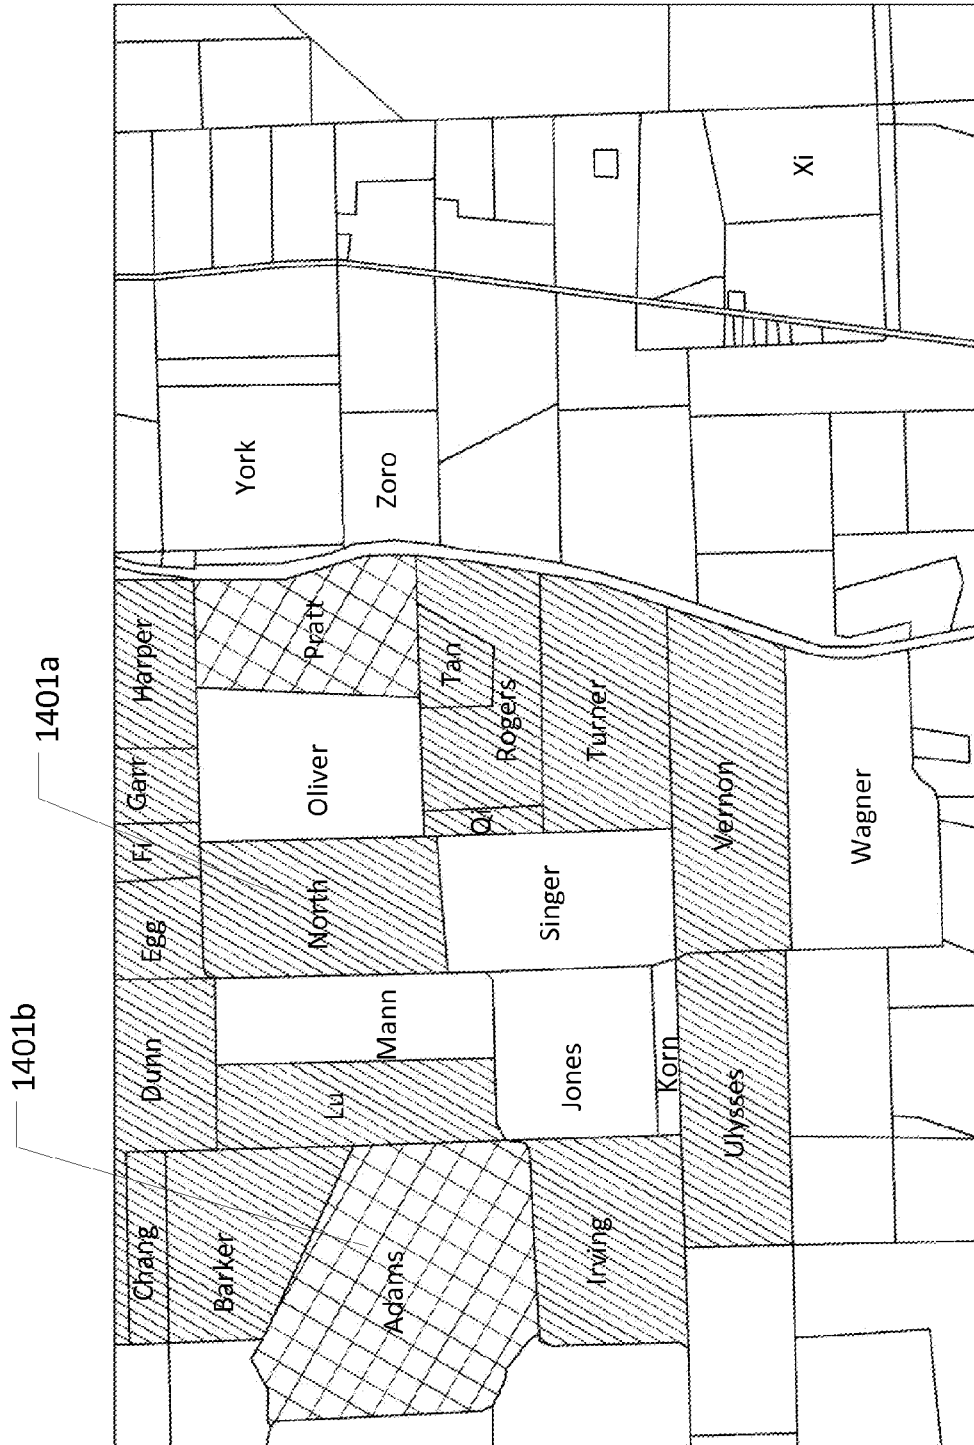 1401b
1401a
Chang
Dunn
Egg
Fi
Garr
Harper
Barker
York
Lu
North
Oliver
Pratt
Adams
Mann
Zoro
Tan
Qi
Rogers
Singer
Jones
Irving
Turner
Korn
Ulysses
Vernon
Xi
Wagner